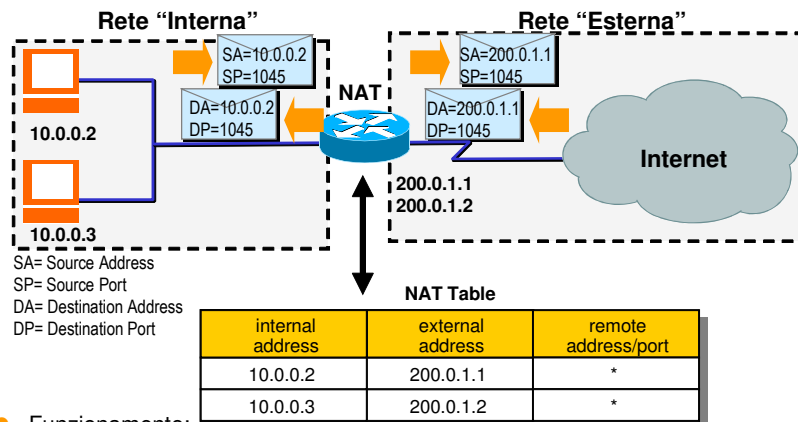 Rete “Interna”
Rete “Esterna”
SA=10.0.0.2
SP=1045
SA=200.0.1.1
SP=1045
NAT
DA=10.0.0.2
DP=1045
DA=200.0.1.1
DP=1045
10.0.0.2
Internet
200.0.1.1
200.0.1.2
10.0.0.3
SA= Source Address
SP= Source Port
DA= Destination Address
DP= Destination Port
NAT Table
internal address
external address
remote address/port
10.0.0.2
200.0.1.1
*
10.0.0.3
200.0.1.2
*
Funzionamento: